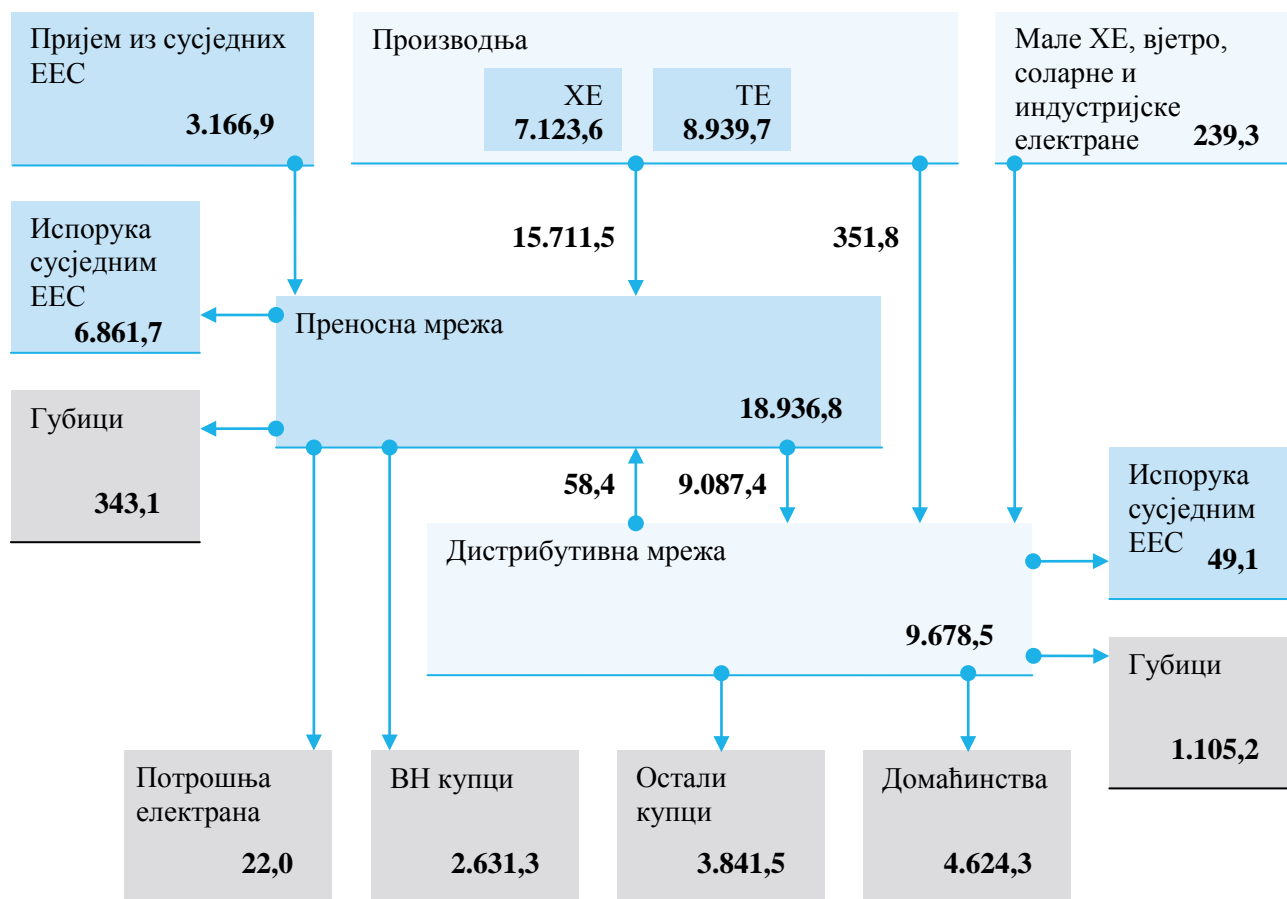 Пријем из сусједних
ЕЕС
3.166,9
Производња
ХЕ
7.123,6
ТЕ
8.939,7
Мале ХЕ, вјетро,
соларне и
индустријске
електране
239,3
Испорука
сусједним
ЕЕС
6.861,7
15.711,5
351,8
Преносна мрежа
18.936,8
Губици
343,1
58,4
9.087,4
Дистрибутивна мрежа
9.678,5
Испорука
сусједним
ЕЕС
49,1
Губици
1.105,2
Потрошња
електрана
22,0
ВН купци
2.631,3
Остали
купци
3.841,5
Домаћинства
4.624,3